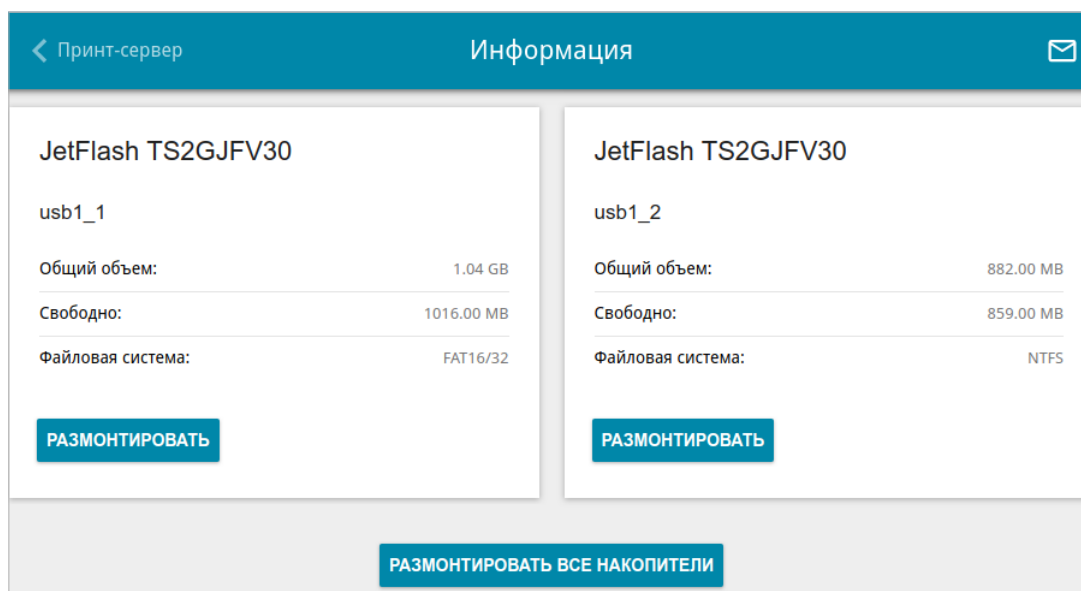 Принт-сервер
Информация
JetFlash TS2GJFV30
usb1_1
Общий объем: 1.04 GB
Свободно: 1016.00 MB
Файловая система: FAT16/32
РАЗМОНТИРОВАТЬ
JetFlash TS2GJFV30
usb1_2
Общий объем: 882.00 MB
Свободно: 859.00 MB
Файловая система: NTFS
РАЗМОНТИРОВАТЬ
РАЗМОНТИРОВАТЬ ВСЕ НАКОПИТЕЛИ